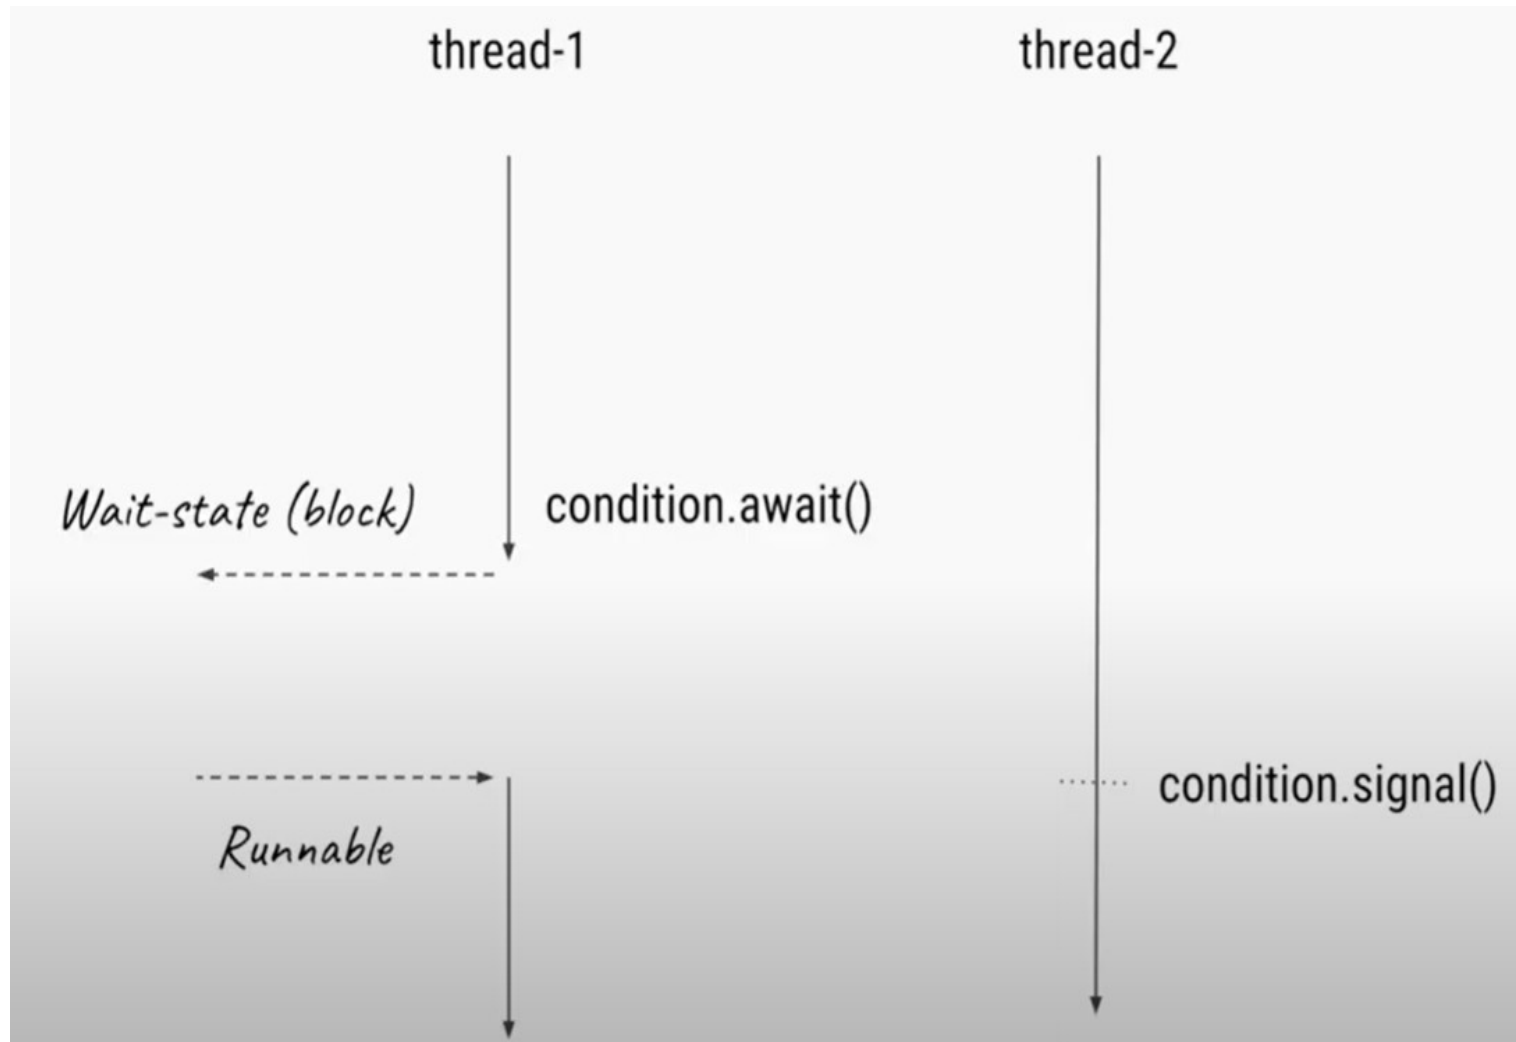 thread-1
thread-2
Wait-state (block)
condition.await()
condition.signal()
Runnable